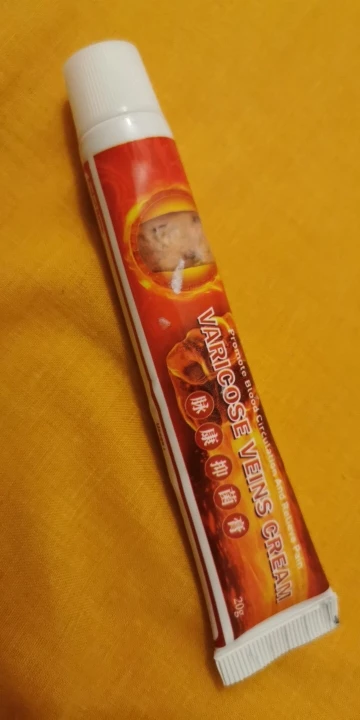 Promote Blood Circulation And Relieve Pain
VARICOSE VEINS CREAM
脉康抑菌膏
20g